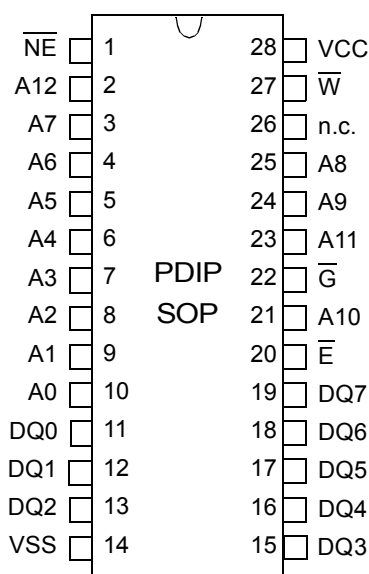 N̅E̅ 1 28 VCC
A12 2 27 W̅
A7 3 26 n.c.
A6 4 25 A8
A5 5 24 A9
A4 6 23 A11
A3 7 PDIP 22 G̅
A2 8 SOP 21 A10
A1 9 20 E̅
A0 10 19 DQ7
DQ0 11 18 DQ6
DQ1 12 17 DQ5
DQ2 13 16 DQ4
VSS 14 15 DQ3